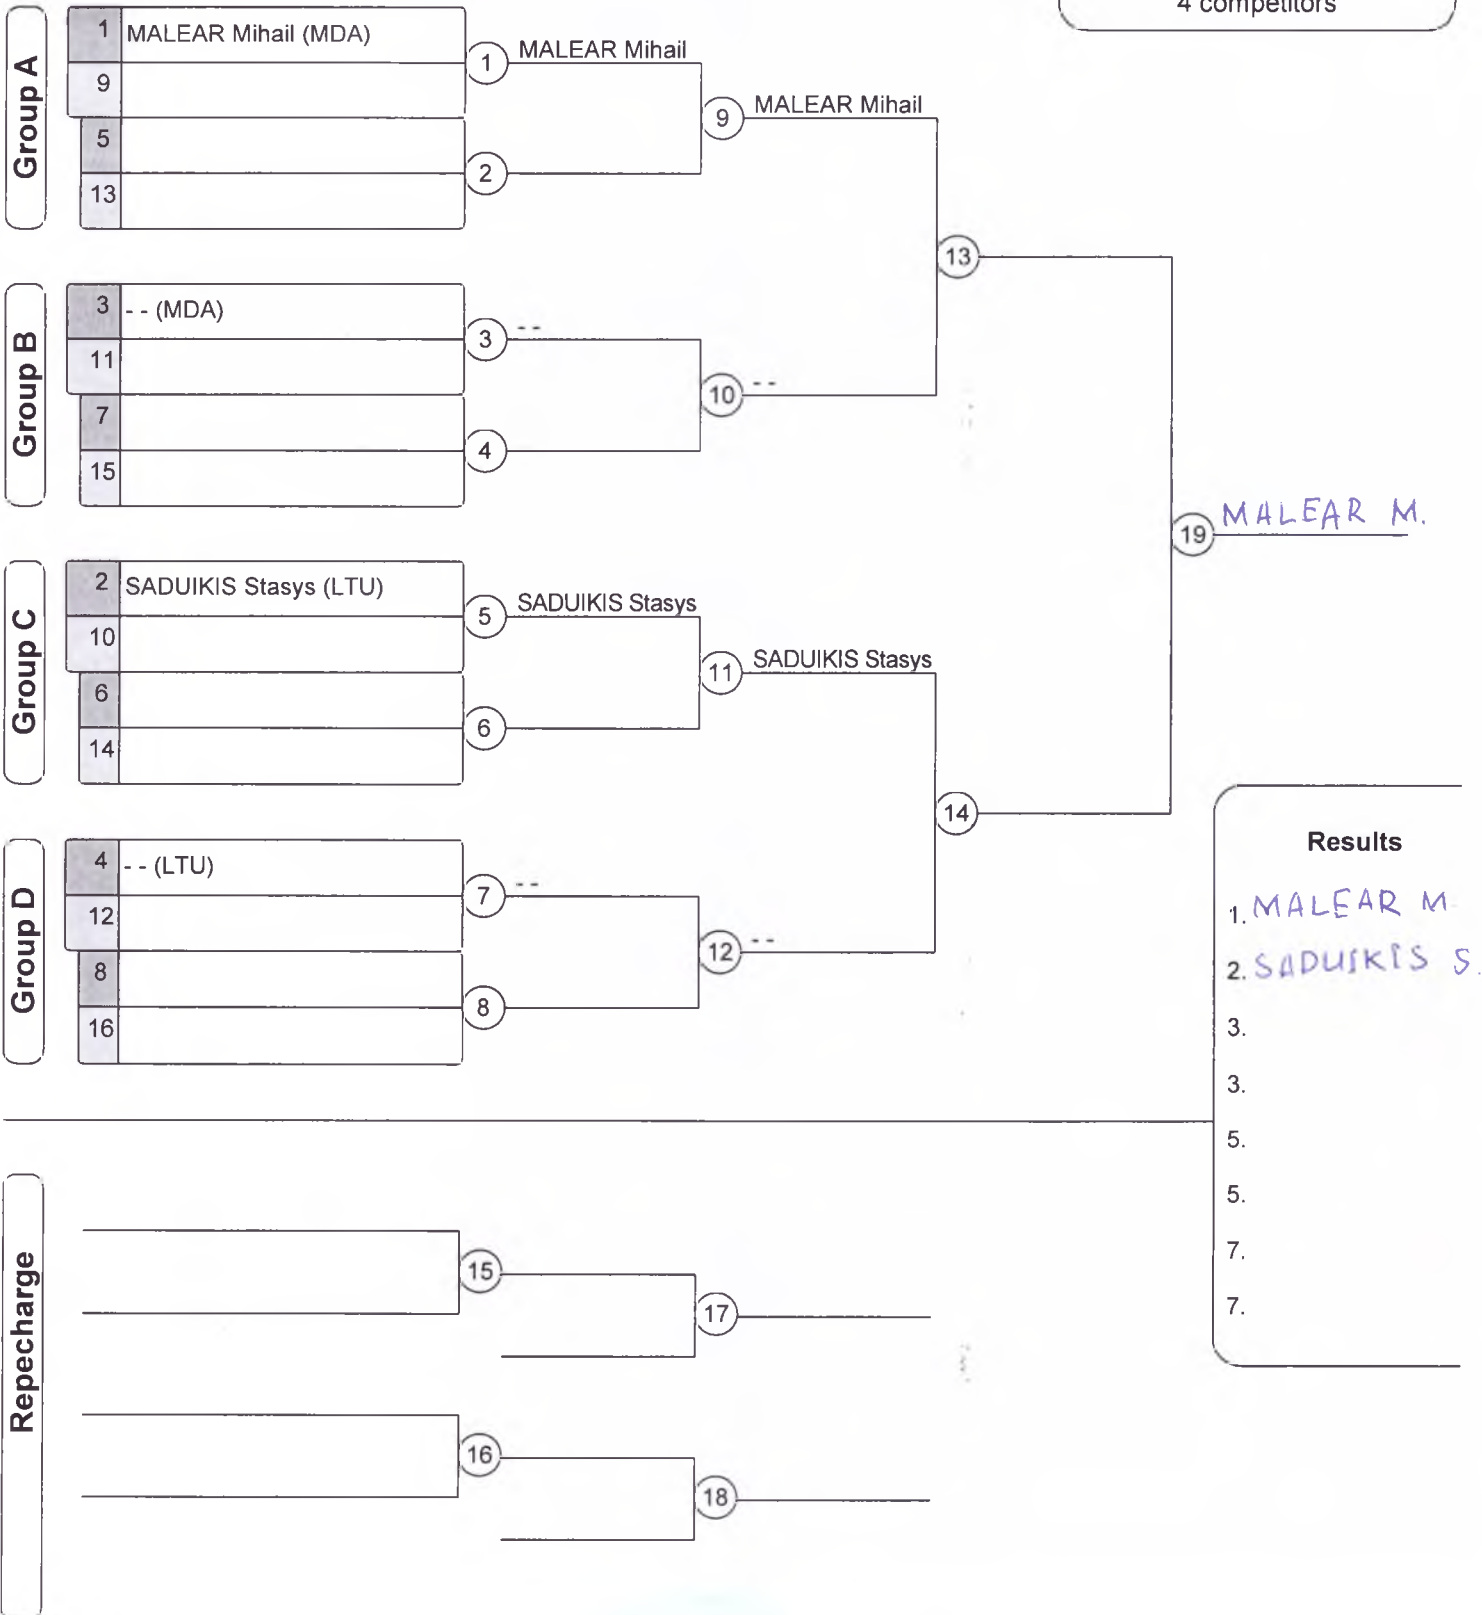 4 competitors
Group A
1 MALEAR Mihail (MDA)
9
5
13
1 MALEAR Mihail
2
9 MALEAR Mihail
13
Group B
3 - - (MDA)
11
7
15
3 - -
4
10 - -
19 MALEAR M.
Group C
2 SADUIKIS Stasys (LTU)
10
6
14
5 SADUIKIS Stasys
6
11 SADUIKIS Stasys
14
Group D
4 - - (LTU)
12
8
16
7 - -
8
12 - -
Results
1. MALEAR M.
2. SADUIKIS S.
3.
3.
5.
5.
7.
7.
Repecharge
15
17
16
18